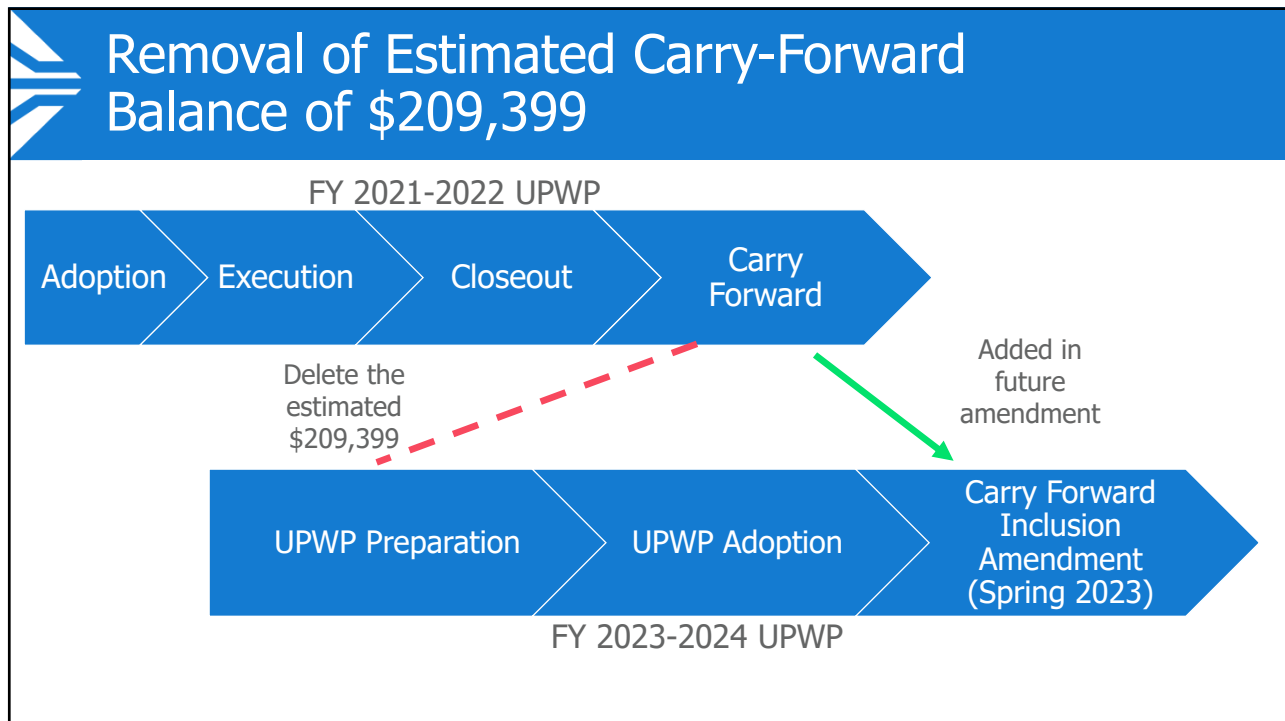 Removal of Estimated Carry-Forward
Balance of $209,399
FY 2021-2022 UPWP
Adoption
Execution
Closeout
Carry
Forward
Delete the
estimated
$209,399
Added in
future
amendment
UPWP Preparation
UPWP Adoption
Carry Forward
Inclusion
Amendment
(Spring 2023)
FY 2023-2024 UPWP